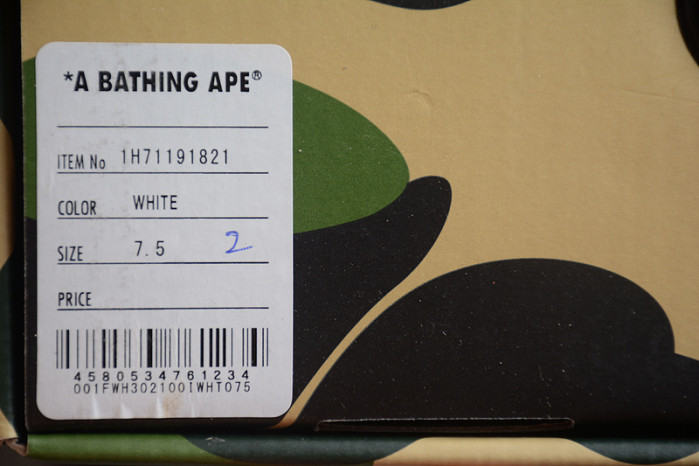 *A BATHING APE®
ITEM No 1H71191821
COLOR WHITE
SIZE 7.5 2
PRICE
4580534761234
001FWH302100IWHT075